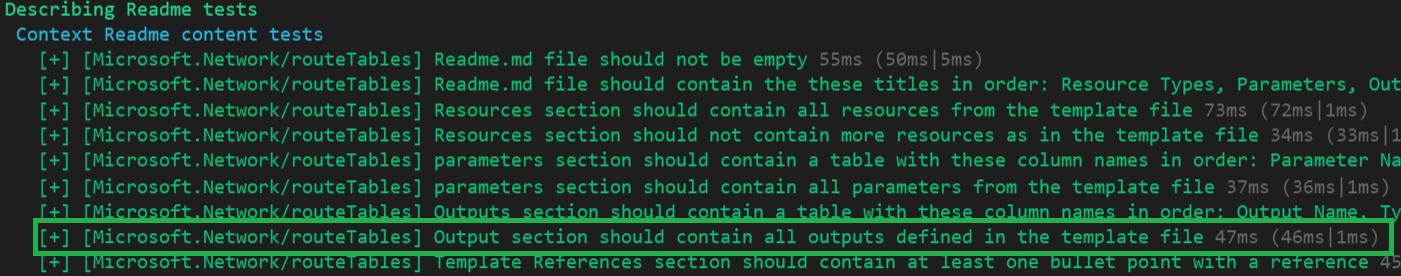 Describing Readme tests
Context Readme content tests
[+] [Microsoft.Network/routeTables] Readme.md file should not be empty 55ms (50ms|5ms)
[+] [Microsoft.Network/routeTables] Readme.md file should contain the these titles in order: Resource Types, Parameters, Out
[+] [Microsoft.Network/routeTables] Resources section should contain all resources from the template file 73ms (72ms|1ms)
[+] [Microsoft.Network/routeTables] Resources section should not contain more resources as in the template file 34ms (33ms|1
[+] [Microsoft.Network/routeTables] parameters section should contain a table with these column names in order: Parameter Na
[+] [Microsoft.Network/routeTables] parameters section should contain all parameters from the template file 37ms (36ms|1ms)
[+] [Microsoft.Network/routeTables] Outputs section should contain a table with these column names in order: Output Name, Ty
[+] [Microsoft.Network/routeTables] Output section should contain all outputs defined in the template file 47ms (46ms|1ms)
[+] [Microsoft.Network/routeTables] Template References section should contain at least one bullet point with a reference 45